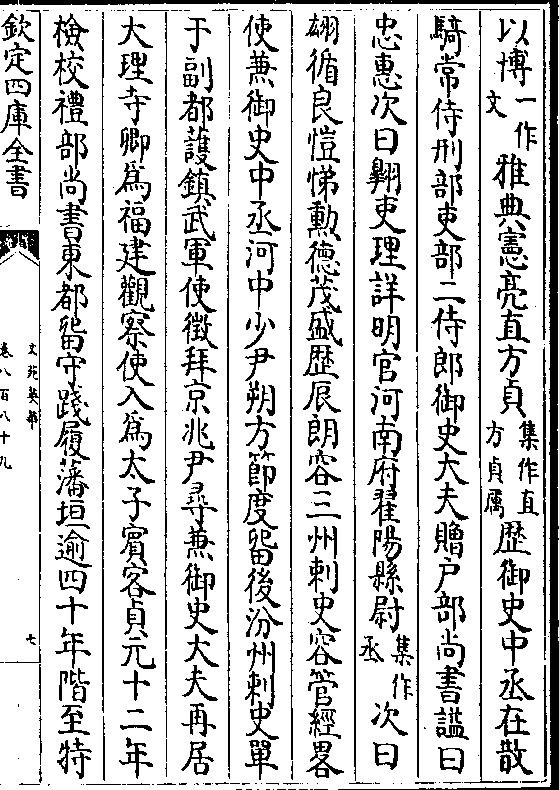 以博一作文雅典憲亮直方貞集作直方貞厲歴御史中丞在散
騎常侍刑部吏部二侍郎御史大夫贈户部尚書諡曰
忠惠次曰翱吏理詳明官河南府翟陽縣尉集作丞次曰
翃循良愷悌勲德茂盛歴辰朗容三州刺史容管經畧
使兼御史中丞河中少尹朔方節度留後汾州刺史單
于副都護鎮武軍使徴拜京兆尹尋兼御史大夫再居
大理寺卿爲福建觀察使入爲太子賓客貞元十二年
檢校禮部尚書東都留守踐履藩垣逾四十年階至特
欽定四庫全書
文苑英華
卷八百八十九
七